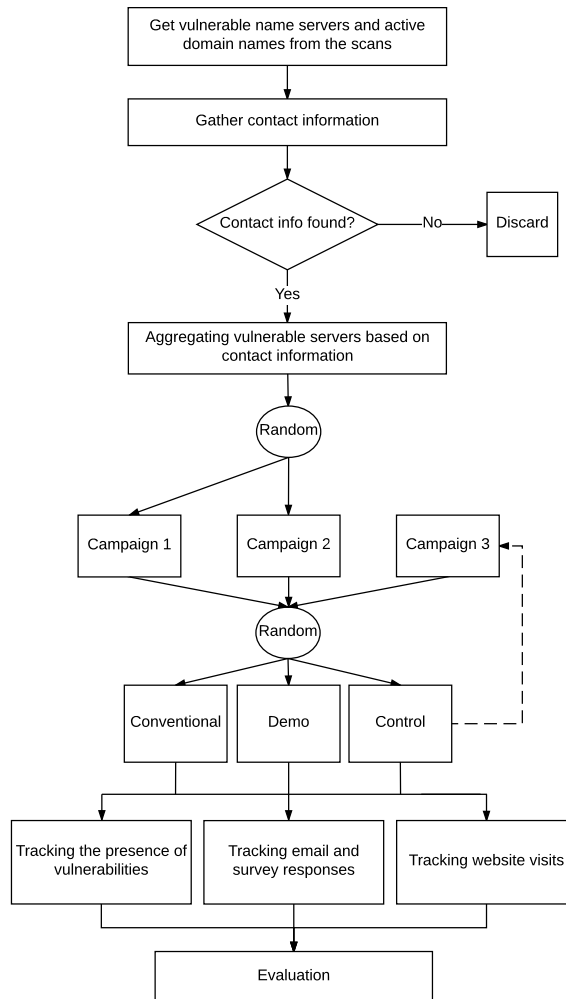 Get vulnerable name servers and active
domain names from the scans
Gather contact information
Contact info found?
No
Discard
Yes
Aggregating vulnerable servers based on
contact information
Random
Campaign 1
Campaign 2
Campaign 3
Random
Conventional
Demo
Control
Tracking the presence of
vulnerabilities
Tracking email and
survey responses
Tracking website visits
Evaluation